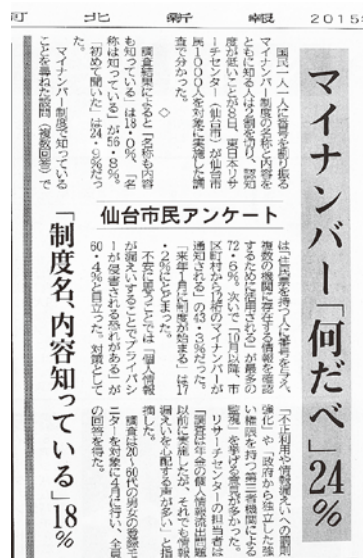 河北新報 2015年
マイナンバー「何だべ」24%
「制度名、内容知っている」18%
仙台市民アンケート
国民一人一人に番号を割り振る
マイナンバー制度の名称と内容を
ともに知る人は2割を切り、認知
度が低いことが8日、東日本リサ
ーチセンター(仙台市)が仙台市
民1000人を対象に実施した調
査で分かった。
◇
調査結果によると「名称も内容
も知っている」は18・0%、「名
称は知っている」が56・8%。
「初めて聞いた」は24・3%だっ
た。
マイナンバー制度で知っている
ことを尋ねた設問(複数回答)で
は「住民票を持つ人に番号を与え、
複数の機関に存在する情報を確認
するために活用される」が最多の
72・6%。次いで「10月以降、市
区町村から12桁のマイナンバーが
通知される」の43・3%だった。
「来年1月に制度が始まる」は17
・2%にとどまった。
不安に思うことでは「個人情報
が漏えいすることでプライバシ
ーが侵害される恐れがある」が
60・4%と目立った。対策として
「不正利用や情報漏えいへの罰則
強化」や「政府から独立した強
い権限を持つ第三者機関による
監視」を挙げる意見が多かった。
リサーチセンターの担当者は
「調査は年金の個人情報流出問題
以前に実施したが、それでも情報
漏えいを心配する声が多い」と指
摘した。
調査は20~60代の男女の登録モ
ニターを対象に4月に行い、全員
の回答を得た。